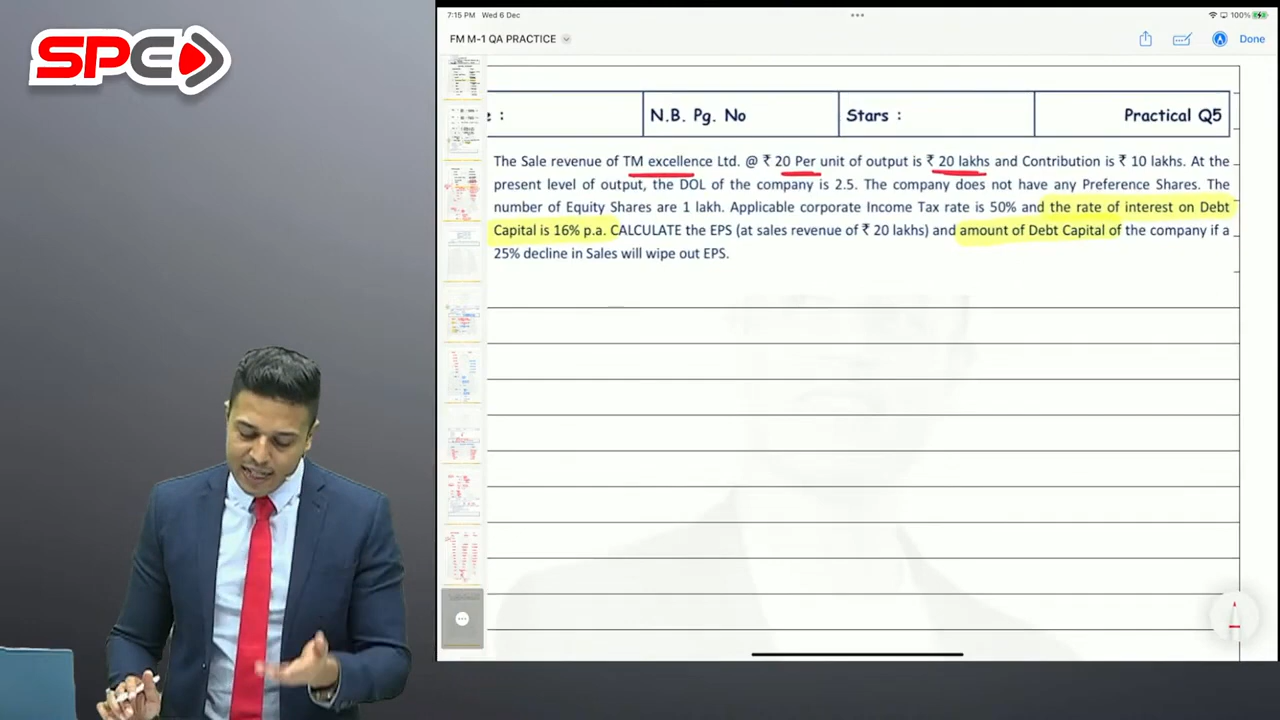 SPC
7:15 PM Wed 6 Dec
100%
FM M-1 QA PRACTICE
Done
e :
N.B. Pg. No
Stars :
Practical Q5
The Sale revenue of TM excellence Ltd. @ ₹ 20 Per unit of output is ₹ 20 lakhs and Contribution is ₹ 10 lakhs. At the
present level of output, the DOL of the company is 2.5. The company does not have any Preference Shares. The
number of Equity Shares are 1 lakh. Applicable corporate Income Tax rate is 50% and the rate of interest on Debt
Capital is 16% p.a. CALCULATE the EPS (at sales revenue of ₹ 20 lakhs) and amount of Debt Capital of the company if a
25% decline in Sales will wipe out EPS.